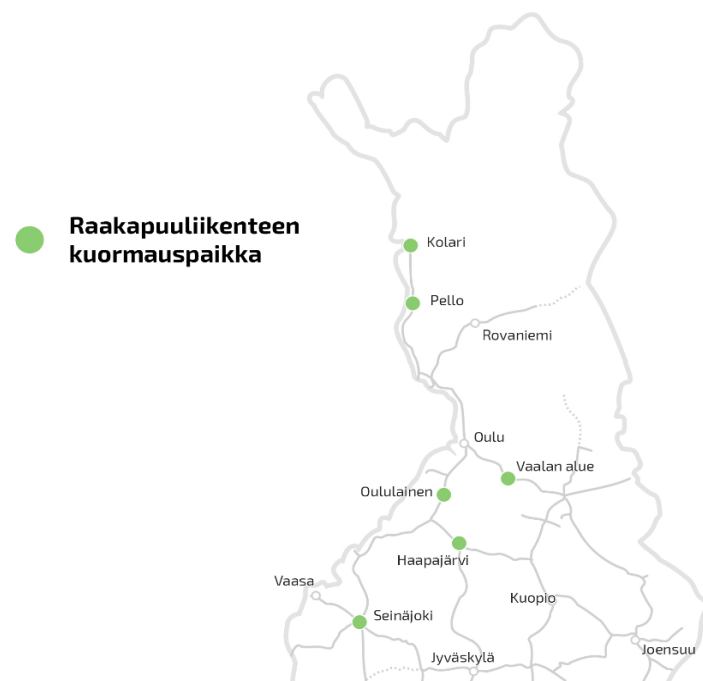 Raakapuuliikenteen
kuormauspaikka
Kolari
Pello
Rovaniemi
Oulu
Vaalan alue
Oululainen
Haapajärvi
Vaasa
Kuopio
Seinäjoki
Joensuu
Jyväskylä